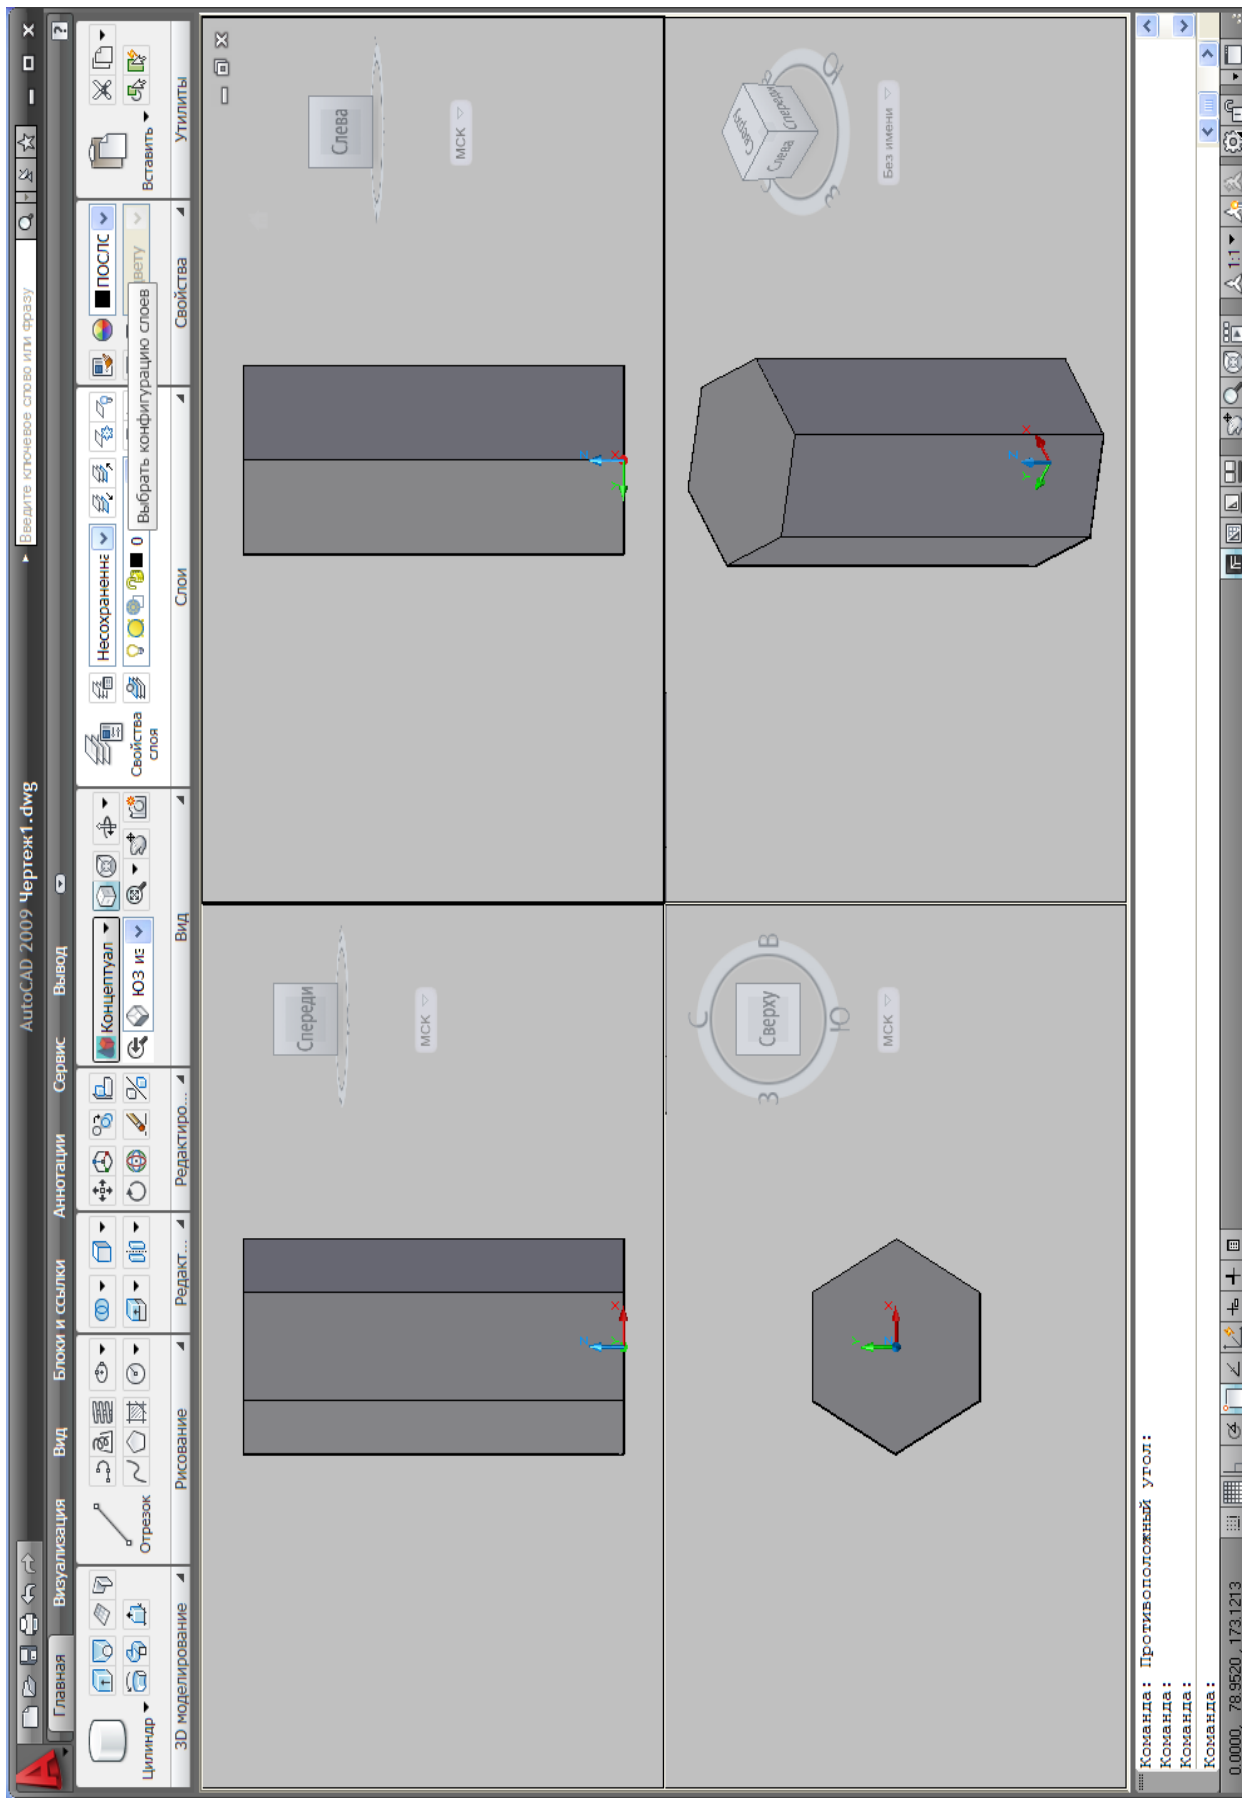 AutoCAD 2009 Чертеж1.dwg
Введите ключевое слово или фразу
Главная
Визуализация
Вид
Блоки и ссылки
Аннотации
Сервис
Вывод
?
Цилиндр
Отрезок
Концептуал
ЮЗ из
Свойства слоя
Несохраненнa
0
ПОСЛС
цвету
Выбрать конфигурацию слоев
Вставить
3D моделирование
Рисование
Редакт...
Редактиро...
Вид
Слои
Свойства
Утилиты
Спереди
МСК
Z
X
Y
Слева
МСК
Z
Y
X
С
З
Сверху
В
Ю
МСК
Y
X
Z
Сверху
Слева
Спереди
З
Ю
Без имени
Z
Y
X
Команда: Противоположный угол:
Команда:
Команда:
Команда:
0.0000, 78.9520, 173.1213
1:1